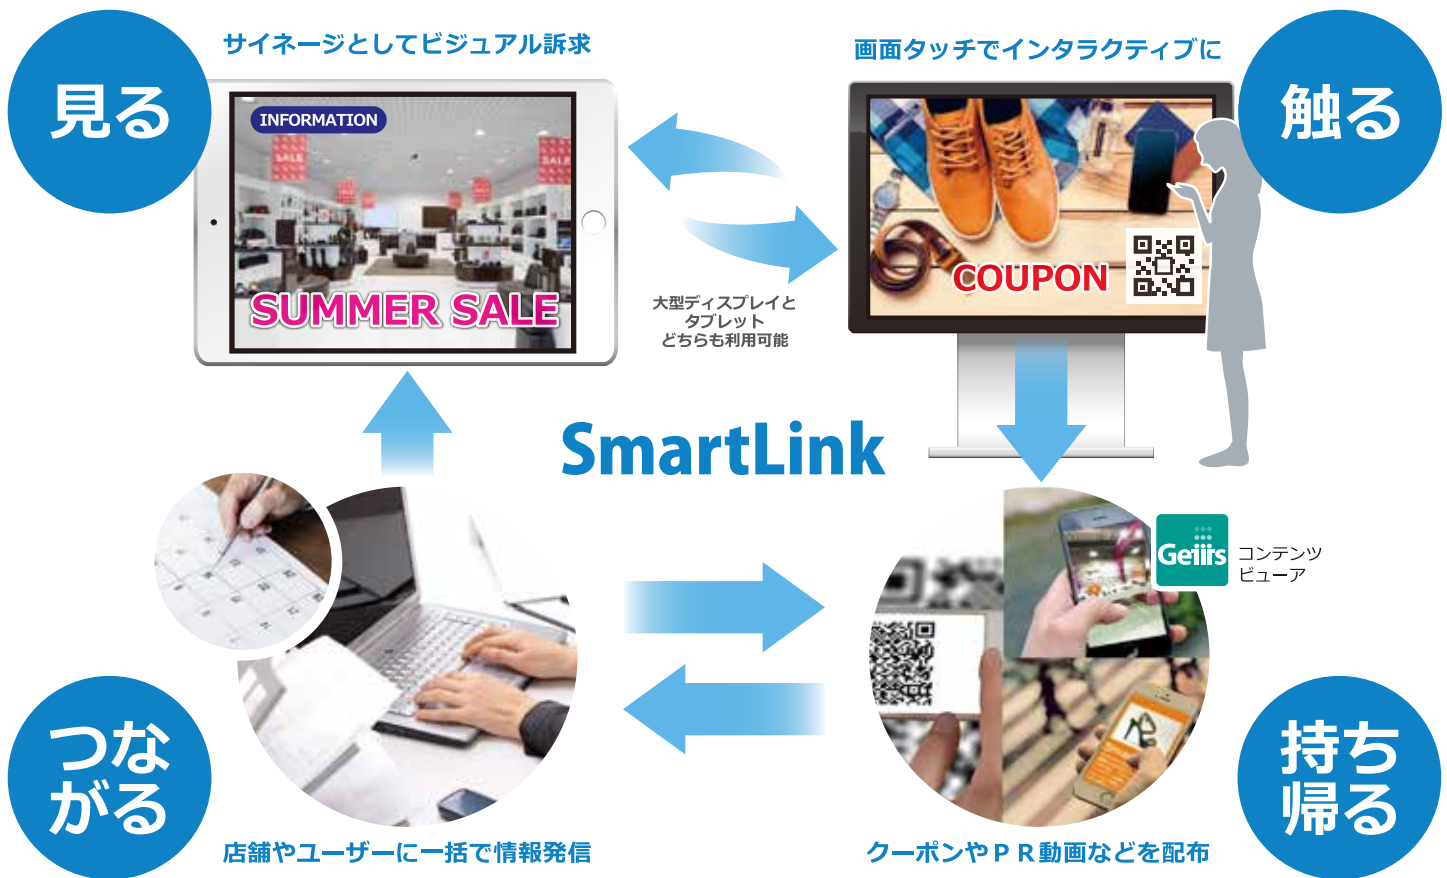 サイネージとしてビジュアル訴求
画面タッチでインタラクティブに
見る
触る
INFORMATION
SALE
SALE
SUMMER SALE
COUPON
大型ディスプレイと
タブレット
どちらも利用可能
SmartLink
Getiirs
コンテンツ
ビューア
つな
がる
持ち
帰る
店舗やユーザーに一括で情報発信
クーポンやＰＲ動画などを配布